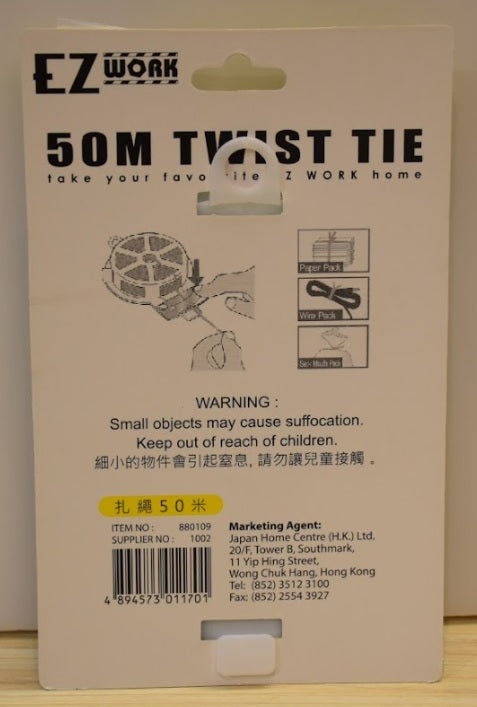 EZ WORK
50M TWIST TIE
take your favo ite EZ WORK home
Paper Pack
Wire Pack
Sack Mouth Pack
WARNING :
Small objects may cause suffocation.
Keep out of reach of children.
細小的物件會引起窒息, 請勿讓兒童接觸。
扎繩50米
ITEM NO : 880109
SUPPLIER NO : 1002
4 894573 011701
Marketing Agent:
Japan Home Centre (H.K.) Ltd.
20/F, Tower B, Southmark,
11 Yip Hing Street,
Wong Chuk Hang, Hong Kong
Tel: (852) 3512 3100
Fax: (852) 2554 3927